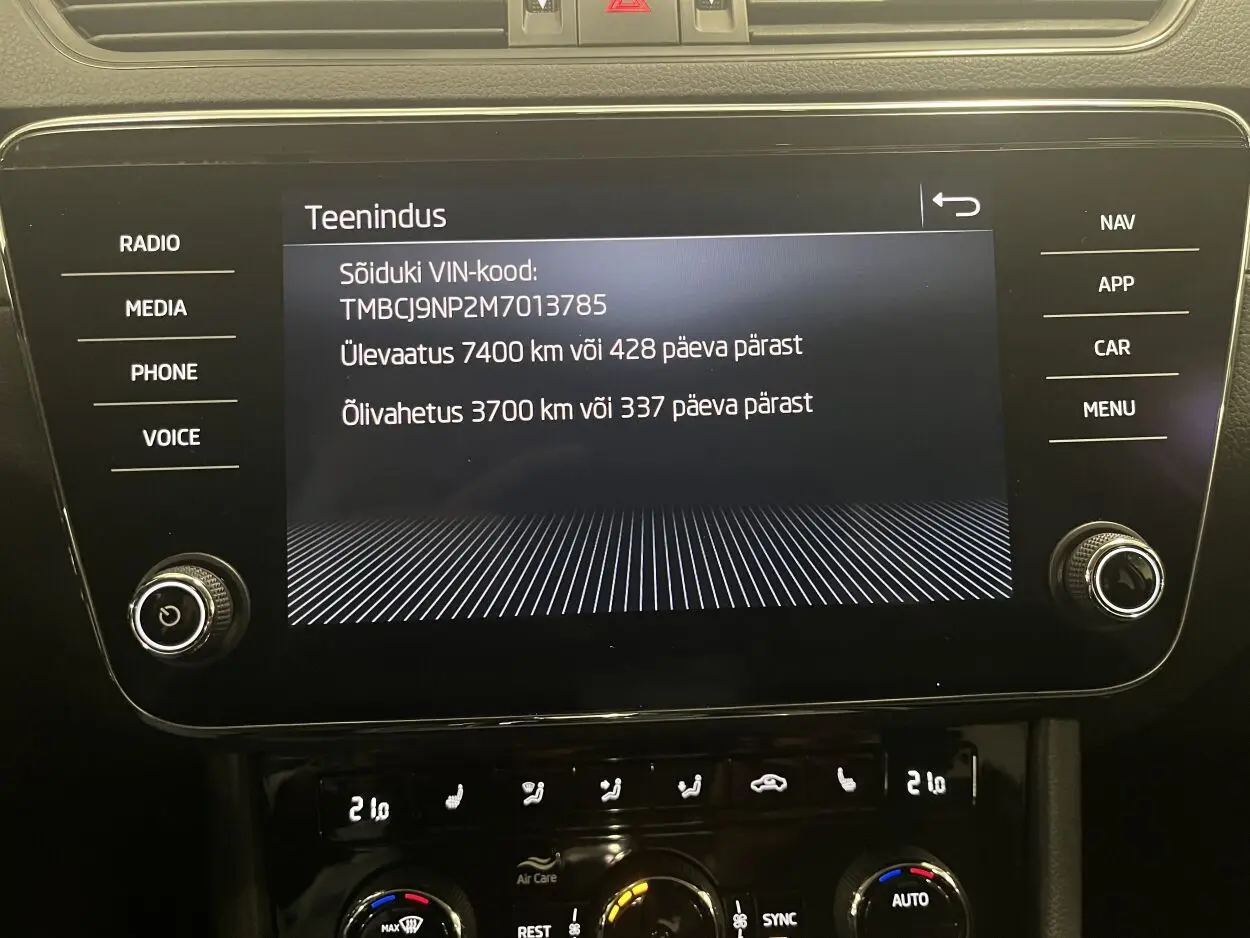 Teenindus
RADIO
MEDIA
PHONE
VOICE
Sõiduki VIN-kood:
TMBCJ9NP2M7013785
Ülevaatus 7400 km või 428 päeva pärast
Õlivahetus 3700 km või 337 päeva pärast
NAV
APP
CAR
MENU
21,0
21,0
Air Care
MAX
REST
SYNC
AUTO